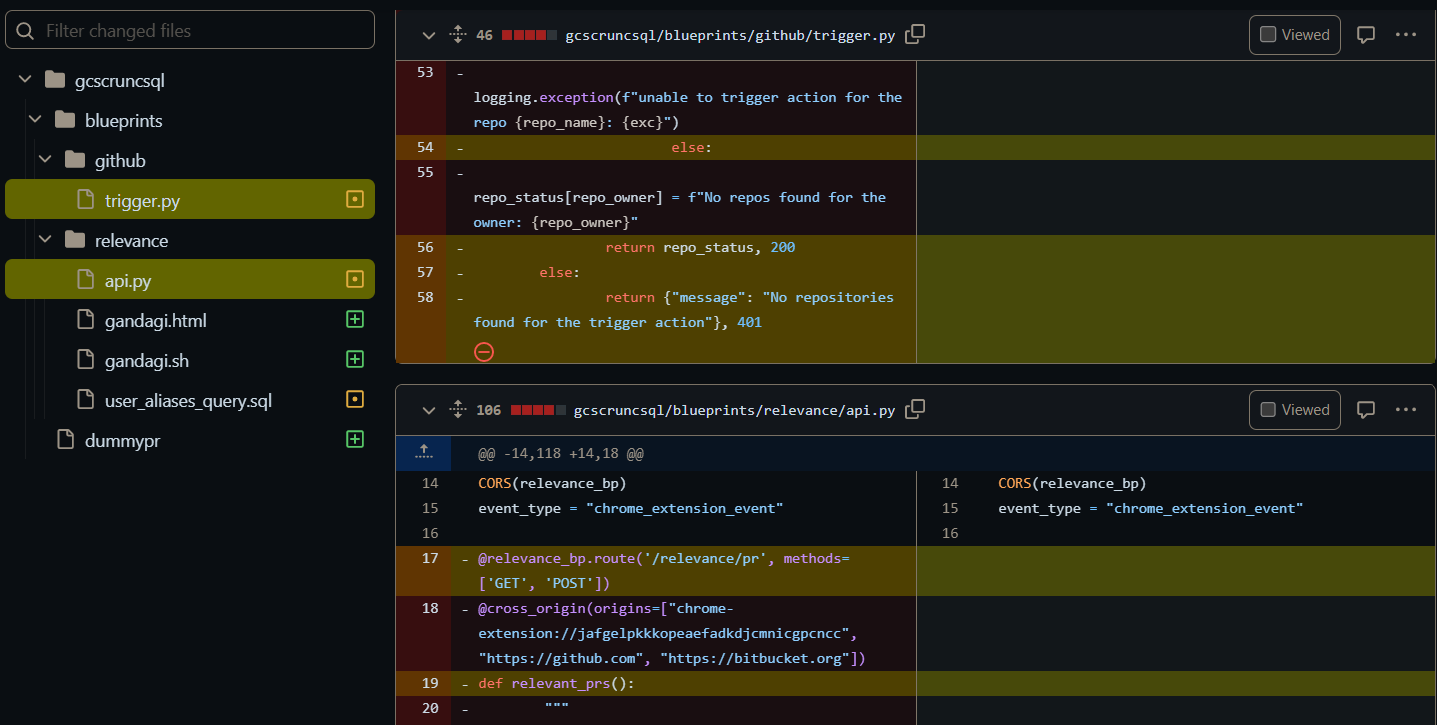 Filter changed files
gcscruncsql
blueprints
github
trigger.py
relevance
api.py
gandagi.html
gandagi.sh
user_aliases_query.sql
dummypr
46 gcscruncsql/blueprints/github/trigger.py Viewed
53 -
logging.exception(f"unable to trigger action for the
repo {repo_name}: {exc}")
54 - else:
55 -
repo_status[repo_owner] = f"No repos found for the
owner: {repo_owner}"
56 - return repo_status, 200
57 - else:
58 - return {"message": "No repositories
found for the trigger action"}, 401
106 gcscruncsql/blueprints/relevance/api.py Viewed
@@ -14,118 +14,18 @@
14 CORS(relevance_bp) 14 CORS(relevance_bp)
15 event_type = "chrome_extension_event" 15 event_type = "chrome_extension_event"
16 16
17 - @relevance_bp.route('/relevance/pr', methods=
['GET', 'POST'])
18 - @cross_origin(origins=["chrome-
extension://jafgelpkkkopeaefadkdjcmnicgpcncc",
"https://github.com", "https://bitbucket.org"])
19 - def relevant_prs():
20 - """